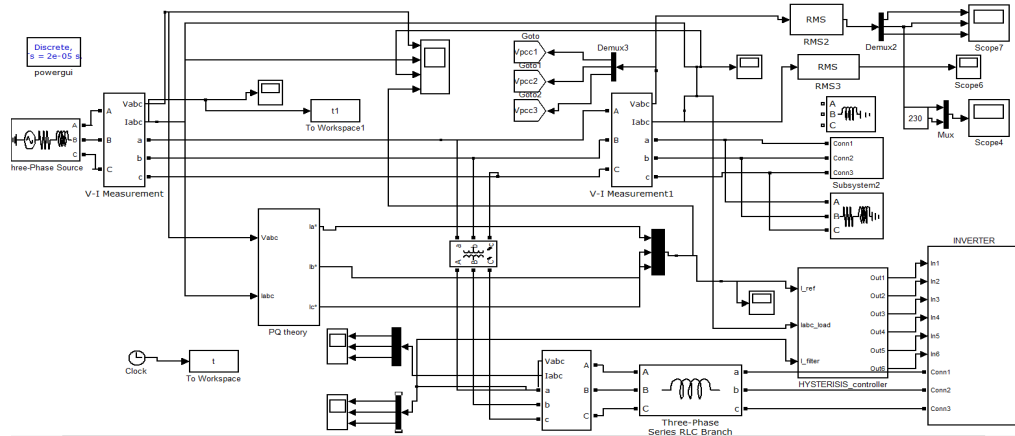 Discrete,
Ts = 2e-05 s.
powergui
A
B
C
hree-Phase Source
A
B
C
Vabc
Iabc
a
b
c
V-I Measurement
t1
To Workspace1
Goto
Vpcc1
Goto1
Vpcc2
Goto2
Vpcc3
Demux3
A
B
C
Vabc
Iabc
a
b
c
V-I Measurement1
RMS
RMS2
Demux2
Scope7
RMS
RMS3
Scope6
A
B
C
230
Mux
Scope4
Conn1
Conn2
Conn3
Subsystem2
A
B
C
Vabc
Iabc
Ia*
Ib*
Ic*
PQ theory
a
b
c
A
B
C
Clock
t
To Workspace
Vabc
Iabc
a
b
c
A
B
C
A
B
C
a
b
c
Three-Phase
Series RLC Branch
I_ref
Iabc_load
I_filter
Out1
Out2
Out3
Out4
Out5
Out6
HYSTERISIS_controller
INVERTER
In1
In2
In3
In4
In5
In6
Conn1
Conn2
Conn3